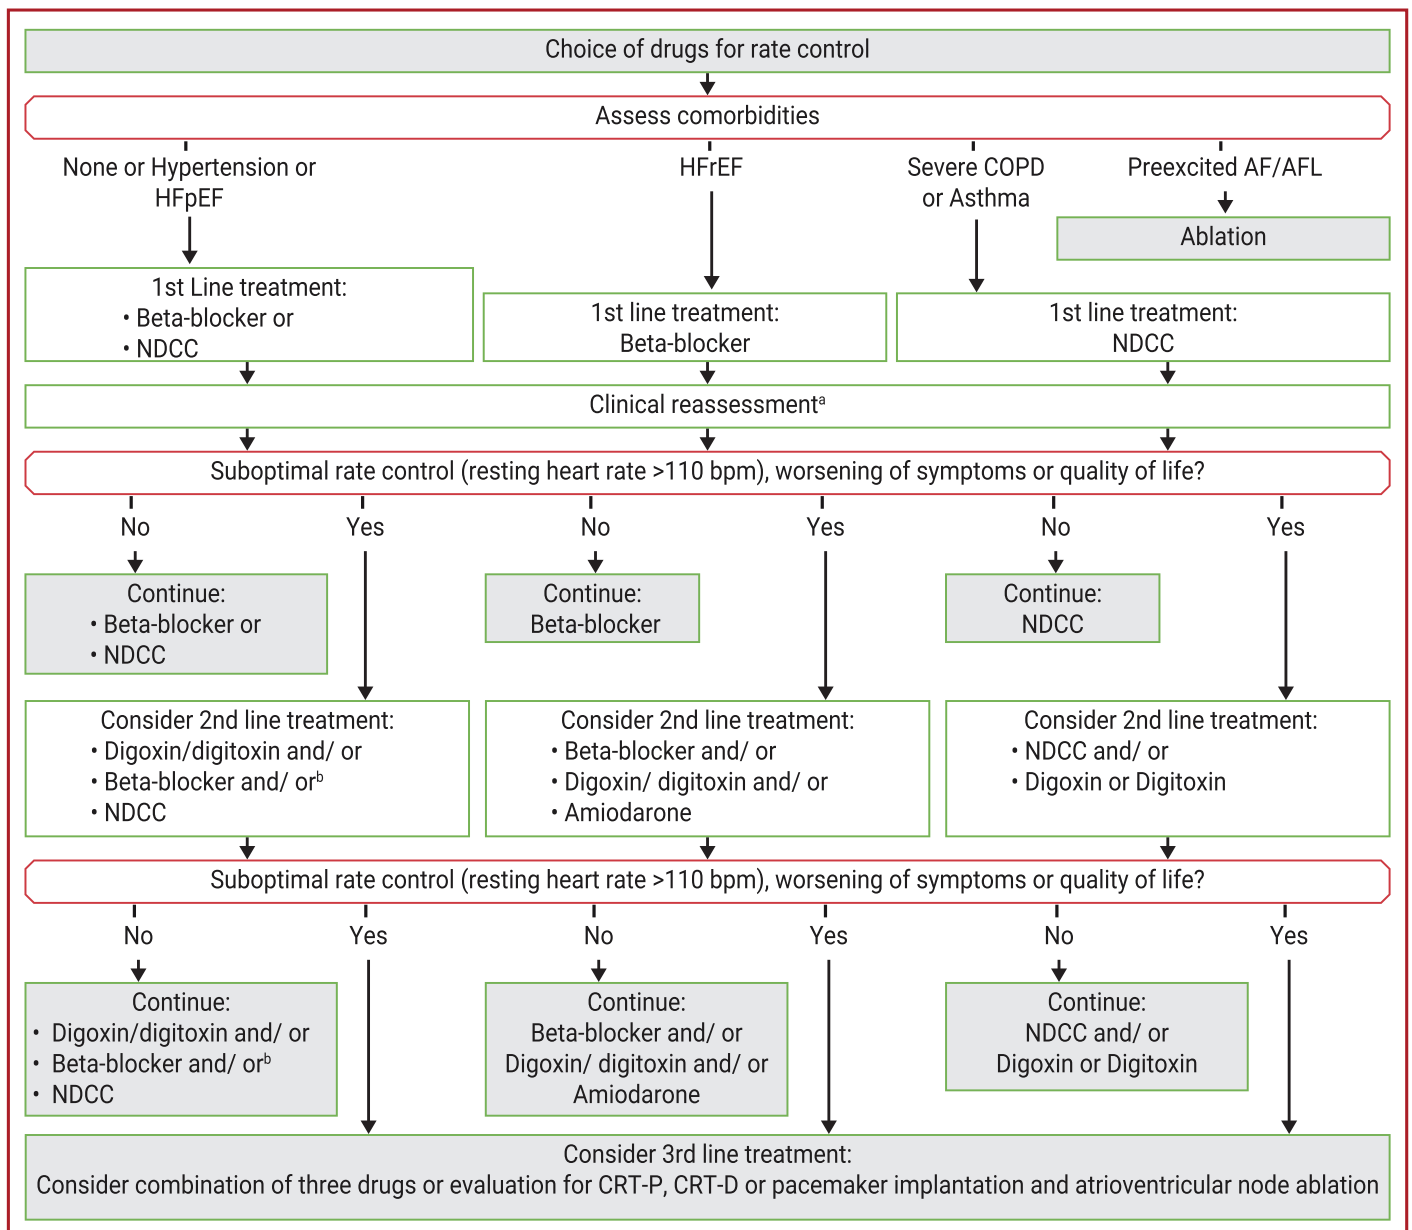 Choice of drugs for rate control
Assess comorbidities
None or Hypertension or
HFpEF
HFrEF
Severe COPD
or Asthma
Preexcited AF/AFL
Ablation
1st Line treatment:
• Beta-blocker or
• NDCC
1st line treatment:
Beta-blocker
1st line treatment:
NDCC
Clinical reassessmentᵃ
Suboptimal rate control (resting heart rate >110 bpm), worsening of symptoms or quality of life?
No
Yes
No
Yes
No
Yes
Continue:
• Beta-blocker or
• NDCC
Continue:
Beta-blocker
Continue:
NDCC
Consider 2nd line treatment:
• Digoxin/digitoxin and/ or
• Beta-blocker and/ orᵇ
• NDCC
Consider 2nd line treatment:
• Beta-blocker and/ or
• Digoxin/ digitoxin and/ or
• Amiodarone
Consider 2nd line treatment:
• NDCC and/ or
• Digoxin or Digitoxin
Suboptimal rate control (resting heart rate >110 bpm), worsening of symptoms or quality of life?
No
Yes
No
Yes
No
Yes
Continue:
• Digoxin/digitoxin and/ or
• Beta-blocker and/ orᵇ
• NDCC
Continue:
Beta-blocker and/ or
Digoxin/ digitoxin and/ or
Amiodarone
Continue:
NDCC and/ or
Digoxin or Digitoxin
Consider 3rd line treatment:
Consider combination of three drugs or evaluation for CRT-P, CRT-D or pacemaker implantation and atrioventricular node ablation